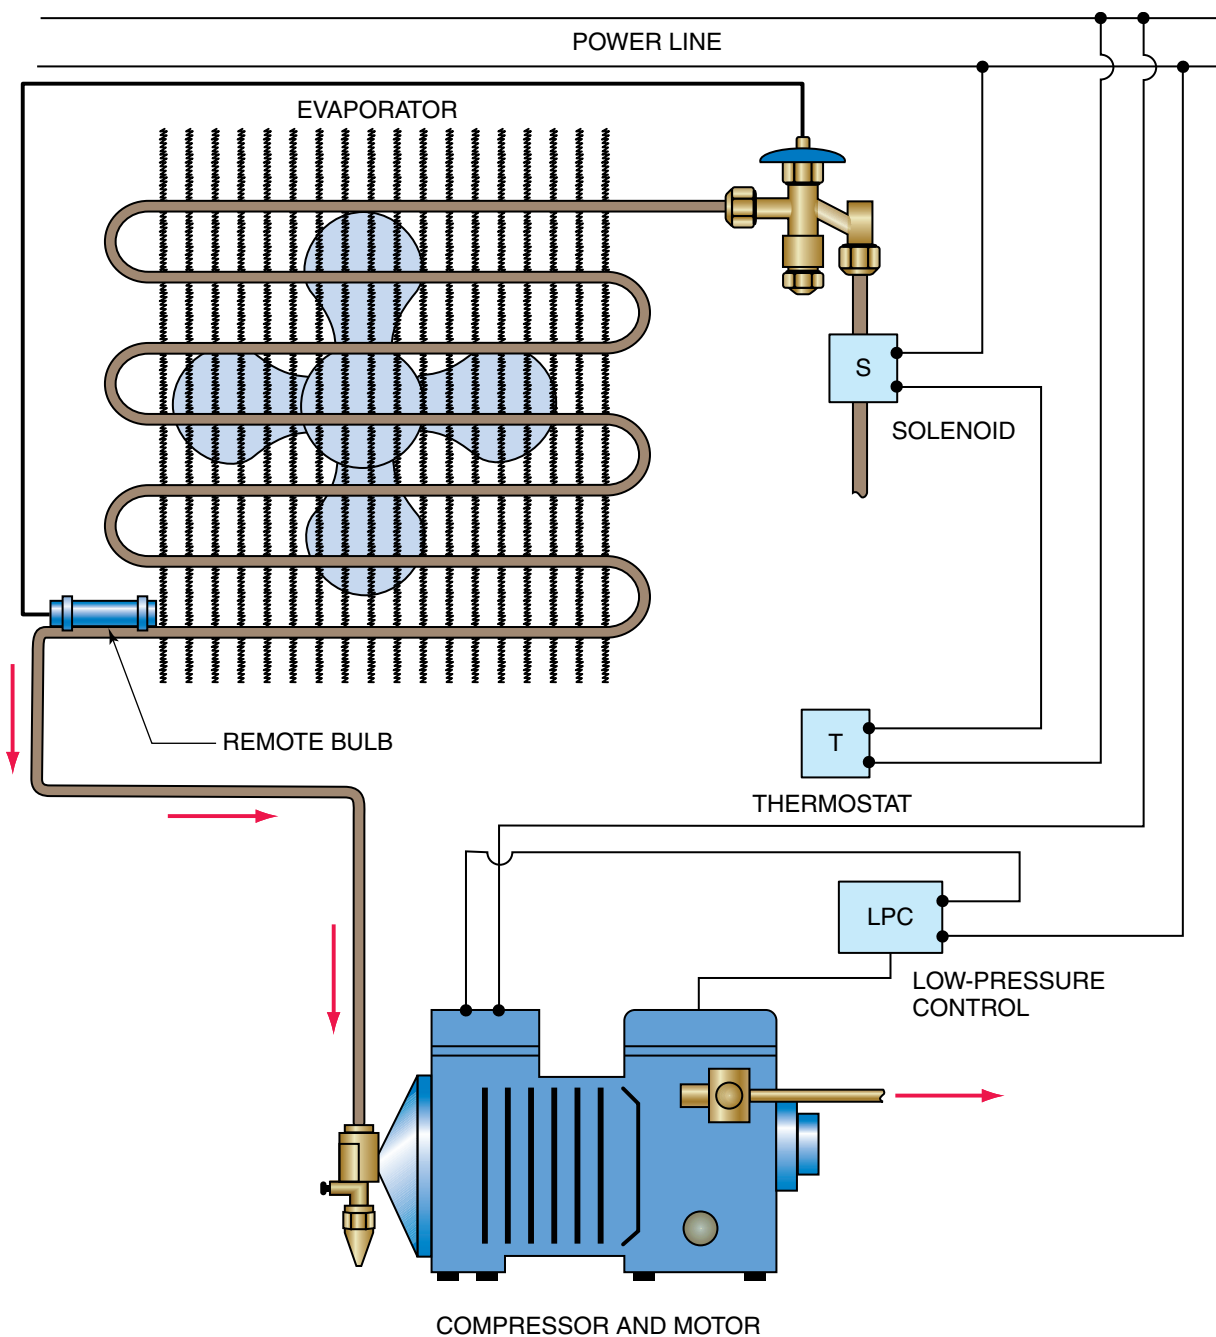 POWER LINE
EVAPORATOR
S
SOLENOID
REMOTE BULB
T
THERMOSTAT
LPC
LOW-PRESSURE
CONTROL
COMPRESSOR AND MOTOR